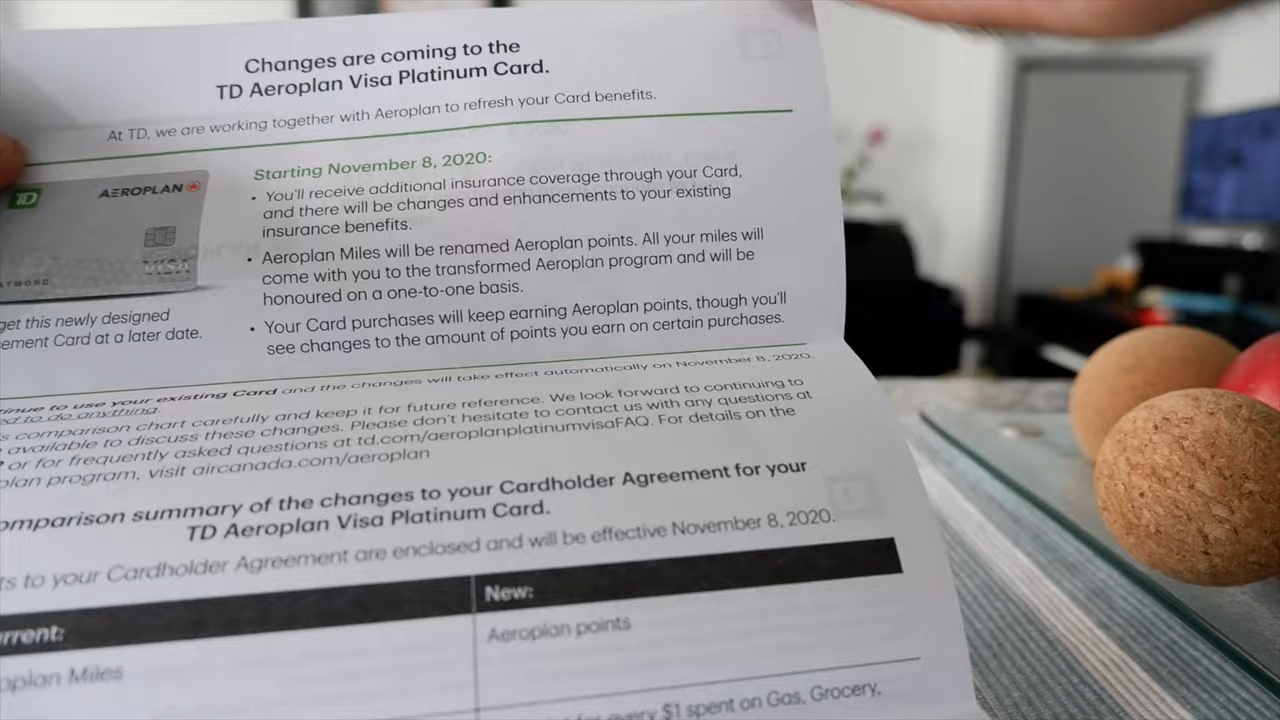 Changes are coming to the
TD Aeroplan Visa Platinum Card.
At TD, we are working together with Aeroplan to refresh your Card benefits.
TD
AEROPLAN
VISA
AYMOND
get this newly designed
ement Card at a later date.
Starting November 8, 2020:
• You'll receive additional insurance coverage through your Card,
and there will be changes and enhancements to your existing
insurance benefits.
• Aeroplan Miles will be renamed Aeroplan points. All your miles will
come with you to the transformed Aeroplan program and will be
honoured on a one-to-one basis.
• Your Card purchases will keep earning Aeroplan points, though you'll
see changes to the amount of points you earn on certain purchases.
inue to use your existing Card and the changes will take effect automatically on November 8, 2020.
ed to do anything.
s comparison chart carefully and keep it for future reference. We look forward to continuing to
available to discuss these changes. Please don't hesitate to contact us with any questions at
or for frequently asked questions at td.com/aeroplanplatinumvisaFAQ. For details on the
plan program, visit aircanada.com/aeroplan
omparison summary of the changes to your Cardholder Agreement for your
TD Aeroplan Visa Platinum Card.
ts to your Cardholder Agreement are enclosed and will be effective November 8, 2020.
rrent:
New:
oplan Miles
Aeroplan points
for every $1 spent on Gas, Grocery,